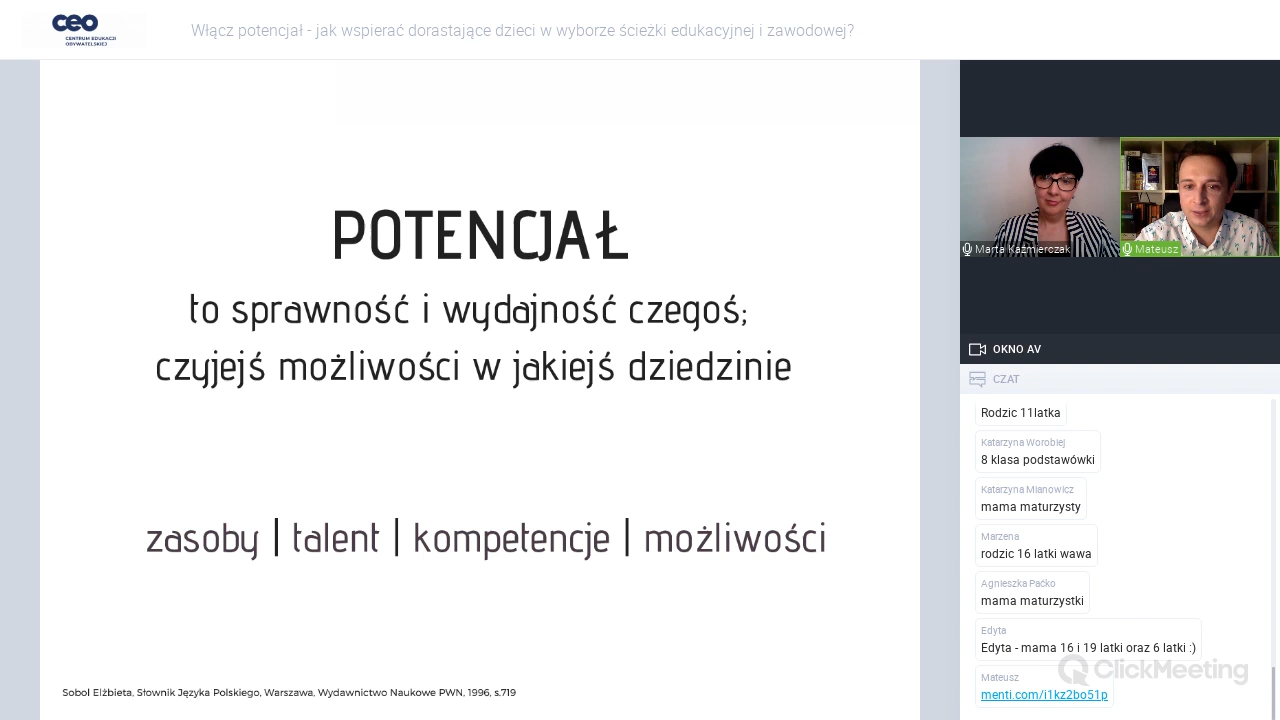 ceo
CENTRUM EDUKACJI
OBYWATELSKIEJ
Włącz potencjał - jak wspierać dorastające dzieci w wyborze ścieżki edukacyjnej i zawodowej?
POTENCJAŁ
to sprawność i wydajność czegoś;
czyjejś możliwości w jakiejś dziedzinie
zasoby | talent | kompetencje | możliwości
Sobol Elżbieta, Słownik Języka Polskiego, Warszawa, Wydawnictwo Naukowe PWN, 1996, s.719
Marta Kaźmierczak
Mateusz
OKNO AV
CZAT
Rodzic 11latka
Katarzyna Worobiej
8 klasa podstawówki
Katarzyna Mianowicz
mama maturzysty
Marzena
rodzic 16 latki wawa
Agnieszka Paćko
mama maturzystki
Edyta
Edyta - mama 16 i 19 latki oraz 6 latki :)
Mateusz
menti.com/i1kz2bo51p
ClickMeeting